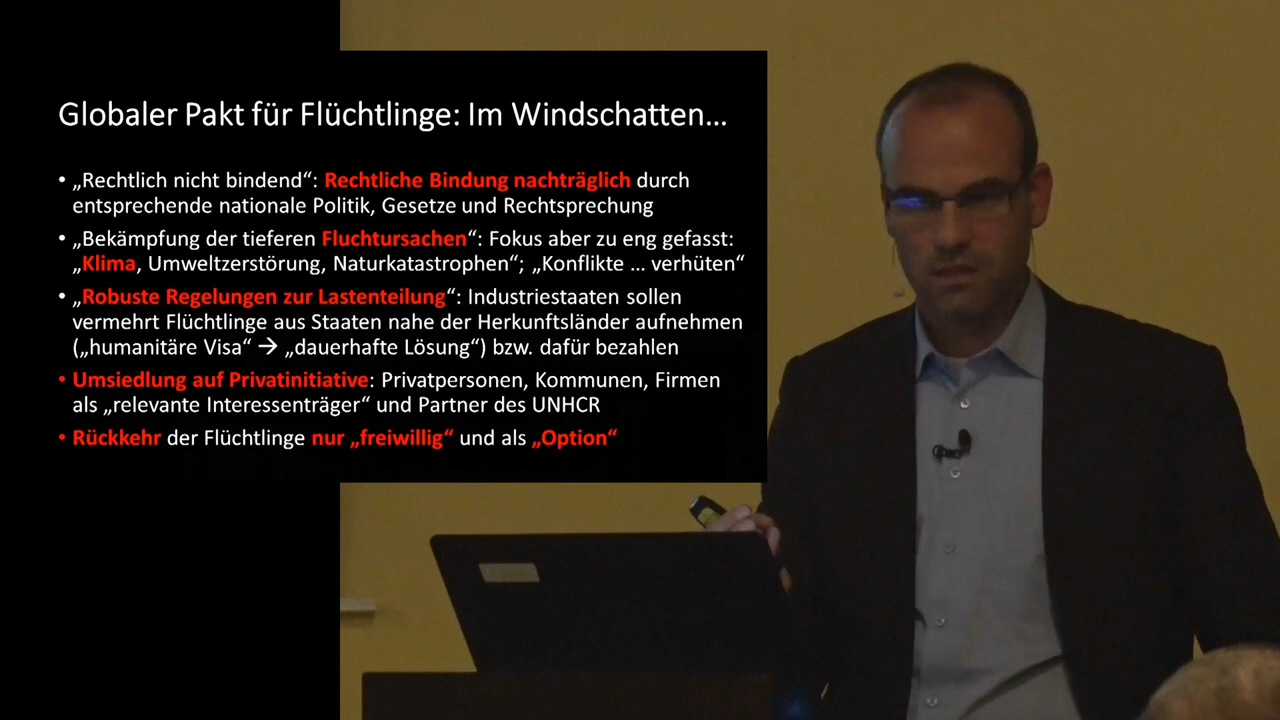 Globaler Pakt für Flüchtlinge: Im Windschatten...
• „Rechtlich nicht bindend“: Rechtliche Bindung nachträglich durch
entsprechende nationale Politik, Gesetze und Rechtsprechung
• „Bekämpfung der tieferen Fluchtursachen“: Fokus aber zu eng gefasst:
„Klima, Umweltzerstörung, Naturkatastrophen“; „Konflikte ... verhüten“
• „Robuste Regelungen zur Lastenteilung“: Industriestaaten sollen
vermehrt Flüchtlinge aus Staaten nahe der Herkunftsländer aufnehmen
(„humanitäre Visa“ → „dauerhafte Lösung“) bzw. dafür bezahlen
• Umsiedlung auf Privatinitiative: Privatpersonen, Kommunen, Firmen
als „relevante Interessenträger“ und Partner des UNHCR
• Rückkehr der Flüchtlinge nur „freiwillig“ und als „Option“